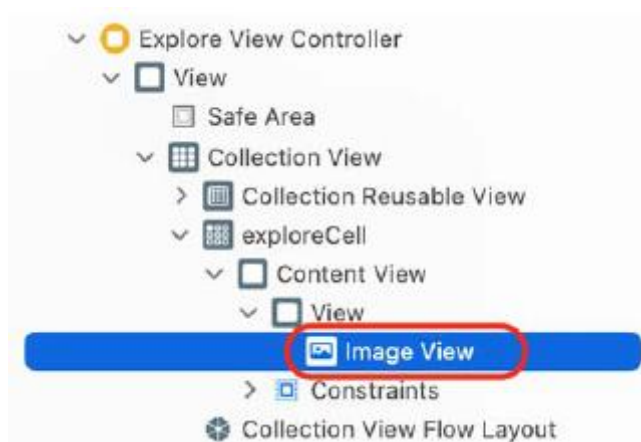 Explore View Controller
View
Safe Area
Collection View
Collection Reusable View
exploreCell
Content View
View
Image View
Constraints
Collection View Flow Layout